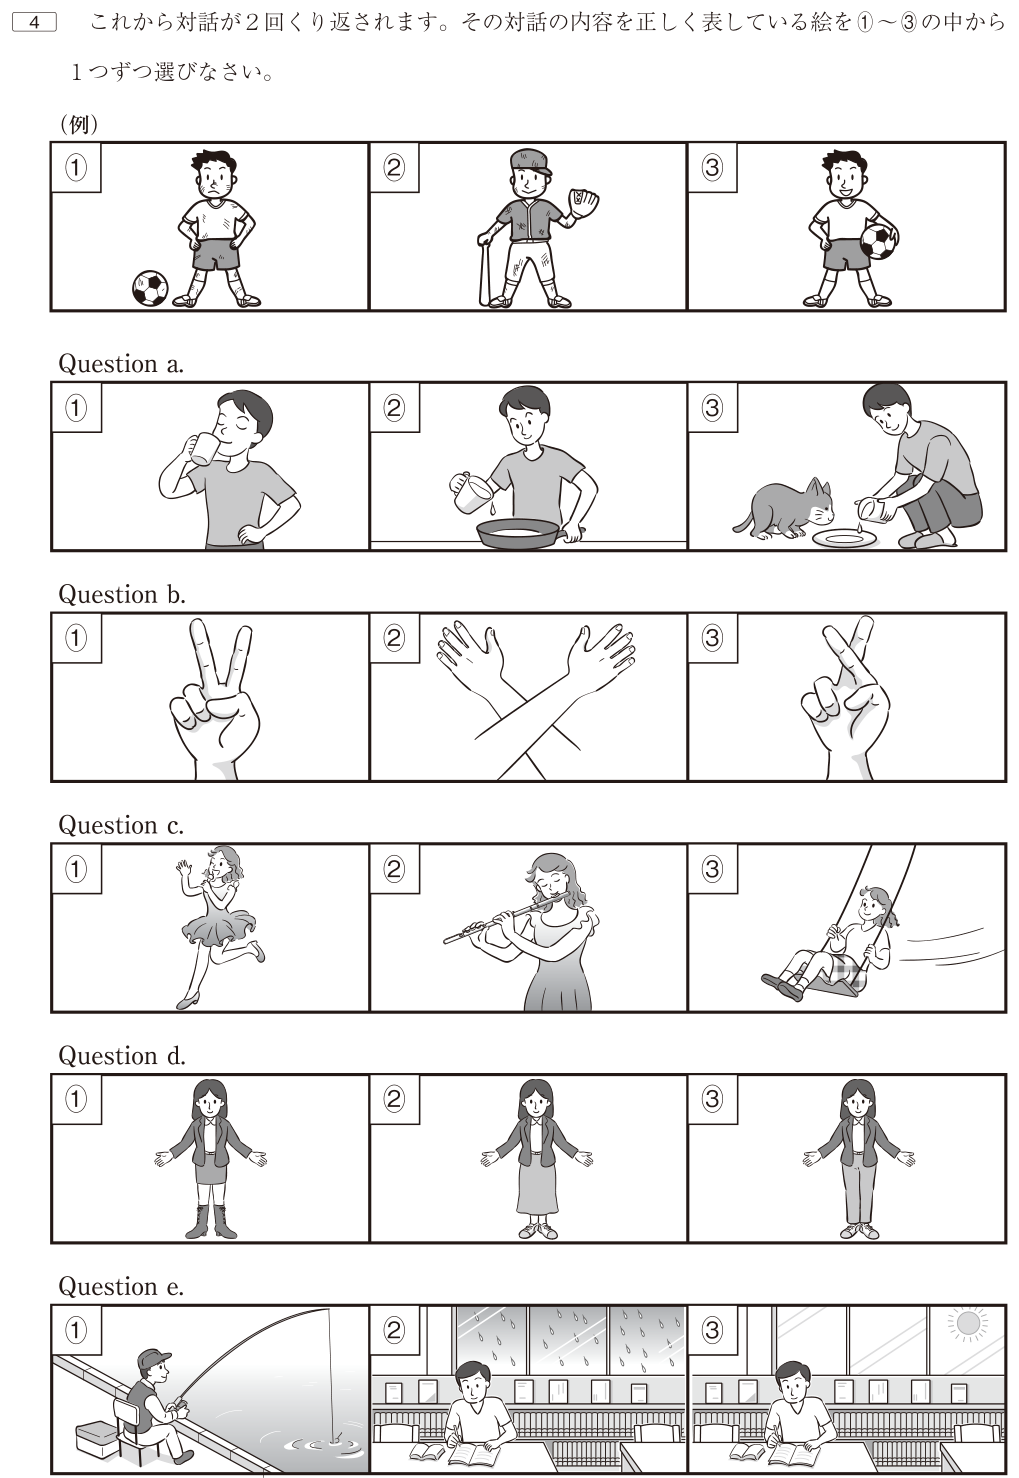 4 これから対話が２回くり返されます。その対話の内容を正しく表している絵を①～③の中から
１つずつ選びなさい。
（例）
① ② ③
Question a.
① ② ③
Question b.
① ② ③
Question c.
① ② ③
Question d.
① ② ③
Question e.
① ② ③